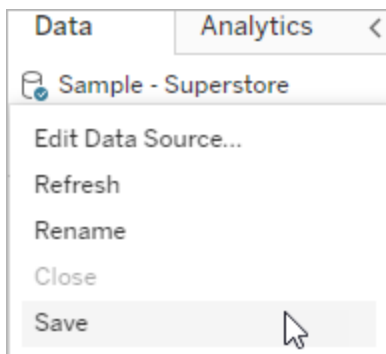 Data Analytics
Sample - Superstore
Edit Data Source...
Refresh
Rename
Close
Save